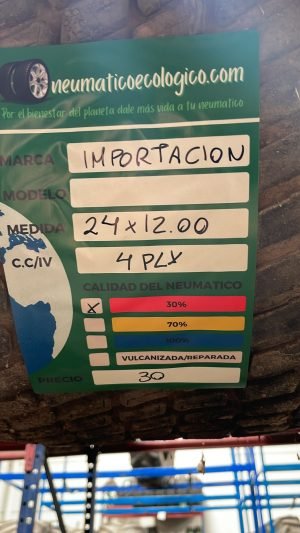 neumaticoecologico.com
Por el bienestar del planeta dale más vida a tu neumatico
MARCA IMPORTACION
MODELO
MEDIDA 24x12.00
C.C/IV 4 PLY
CALIDAD DEL NEUMATICO
X 30%
70%
100%
VULCANIZADA/REPARADA
PRECIO 30